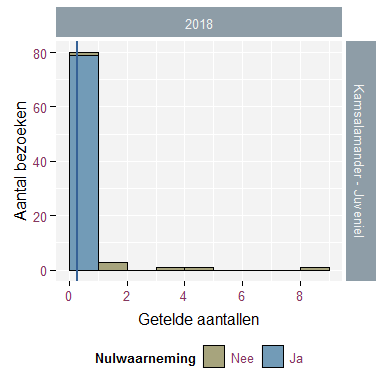 2018
Kamsalamander - Juveniel
Aantal bezoeken
80
60
40
20
0
0 2 4 6 8
Getelde aantallen
Nulwaarneming Nee Ja